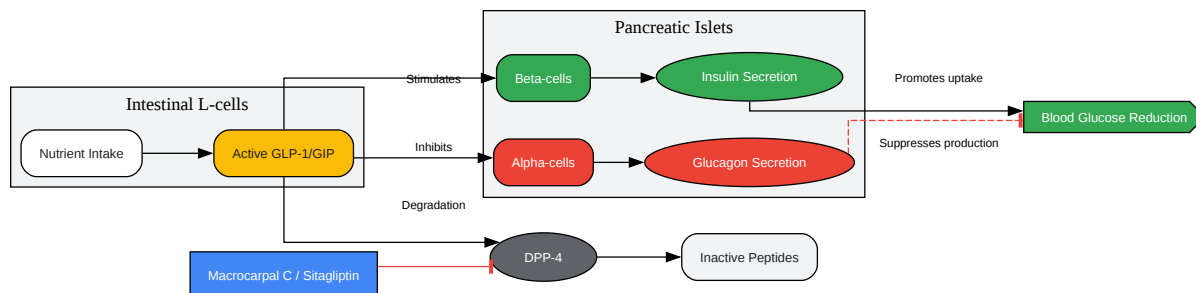 Pancreatic Islets
Stimulates
Beta-cells
Insulin Secretion
Promotes uptake
Intestinal L-cells
Blood Glucose Reduction
Nutrient Intake
Active GLP-1/GIP
Inhibits
Alpha-cells
Glucagon Secretion
Suppresses production
Degradation
DPP-4
Inactive Peptides
Macrocarpal C / Sitagliptin